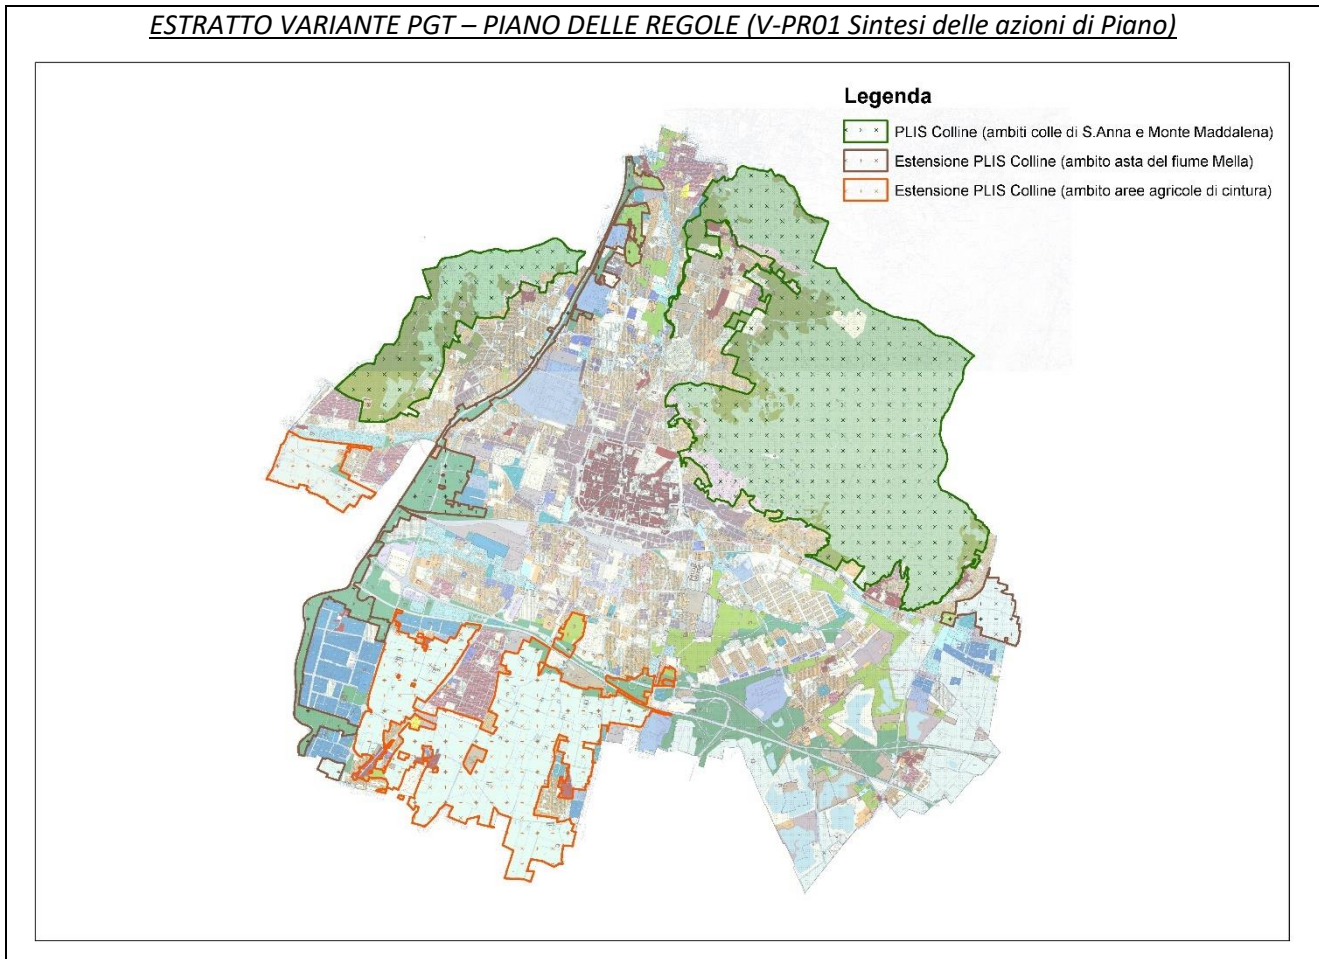 ESTRATTO VARIANTE PGT – PIANO DELLE REGOLE (V-PR01 Sintesi delle azioni di Piano)
Legenda
PLIS Colline (ambiti colle di S.Anna e Monte Maddalena)
Estensione PLIS Colline (ambito asta del fiume Mella)
Estensione PLIS Colline (ambito aree agricole di cintura)